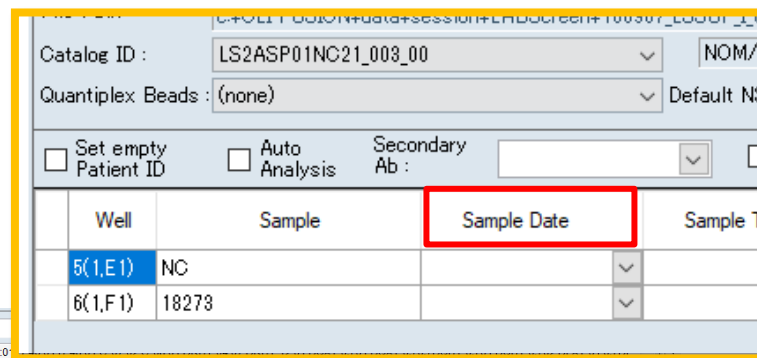 Catalog ID : LS2ASP01NC21_003_00 NOM/
Quantiplex Beads : (none) Default
Set empty Patient ID Auto Analysis Secondary Ab :
Well Sample Sample Date Sample
5(1,E1) NC
6(1,F1) 18273